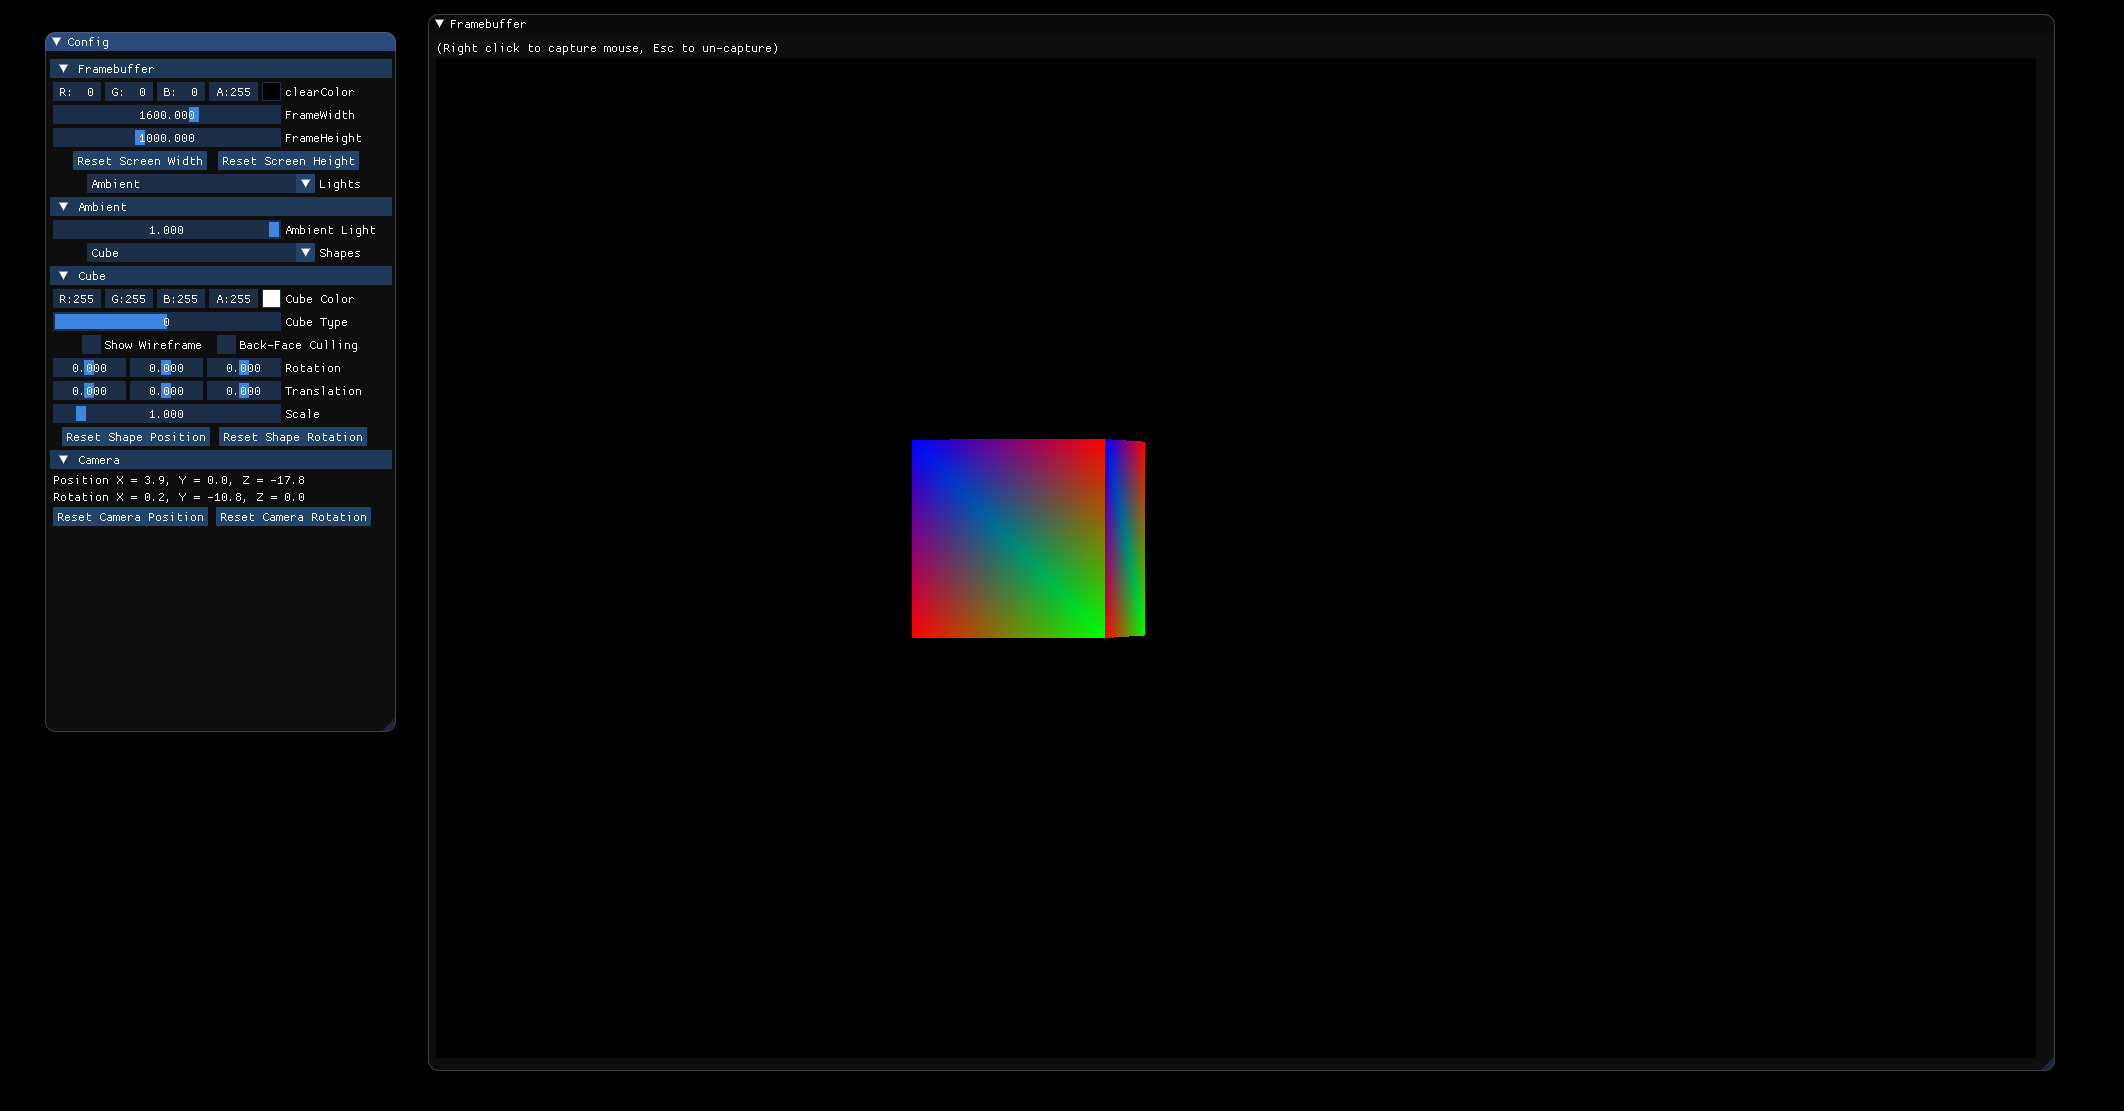 Config
Framebuffer
R:  0 G:  0 B:  0 A:255 clearColor
1600.000 FrameWidth
1000.000 FrameHeight
Reset Screen Width Reset Screen Height
Ambient Lights
Ambient
1.000 Ambient Light
Cube Shapes
Cube
R:255 G:255 B:255 A:255 Cube Color
0 Cube Type
Show Wireframe Back-Face Culling
0.000 0.000 0.000 Rotation
0.000 0.000 0.000 Translation
1.000 Scale
Reset Shape Position Reset Shape Rotation
Camera
Position X = 3.9, Y = 0.0, Z = -17.8
Rotation X = 0.2, Y = -10.8, Z = 0.0
Reset Camera Position Reset Camera Rotation
Framebuffer
(Right click to capture mouse, Esc to un-capture)